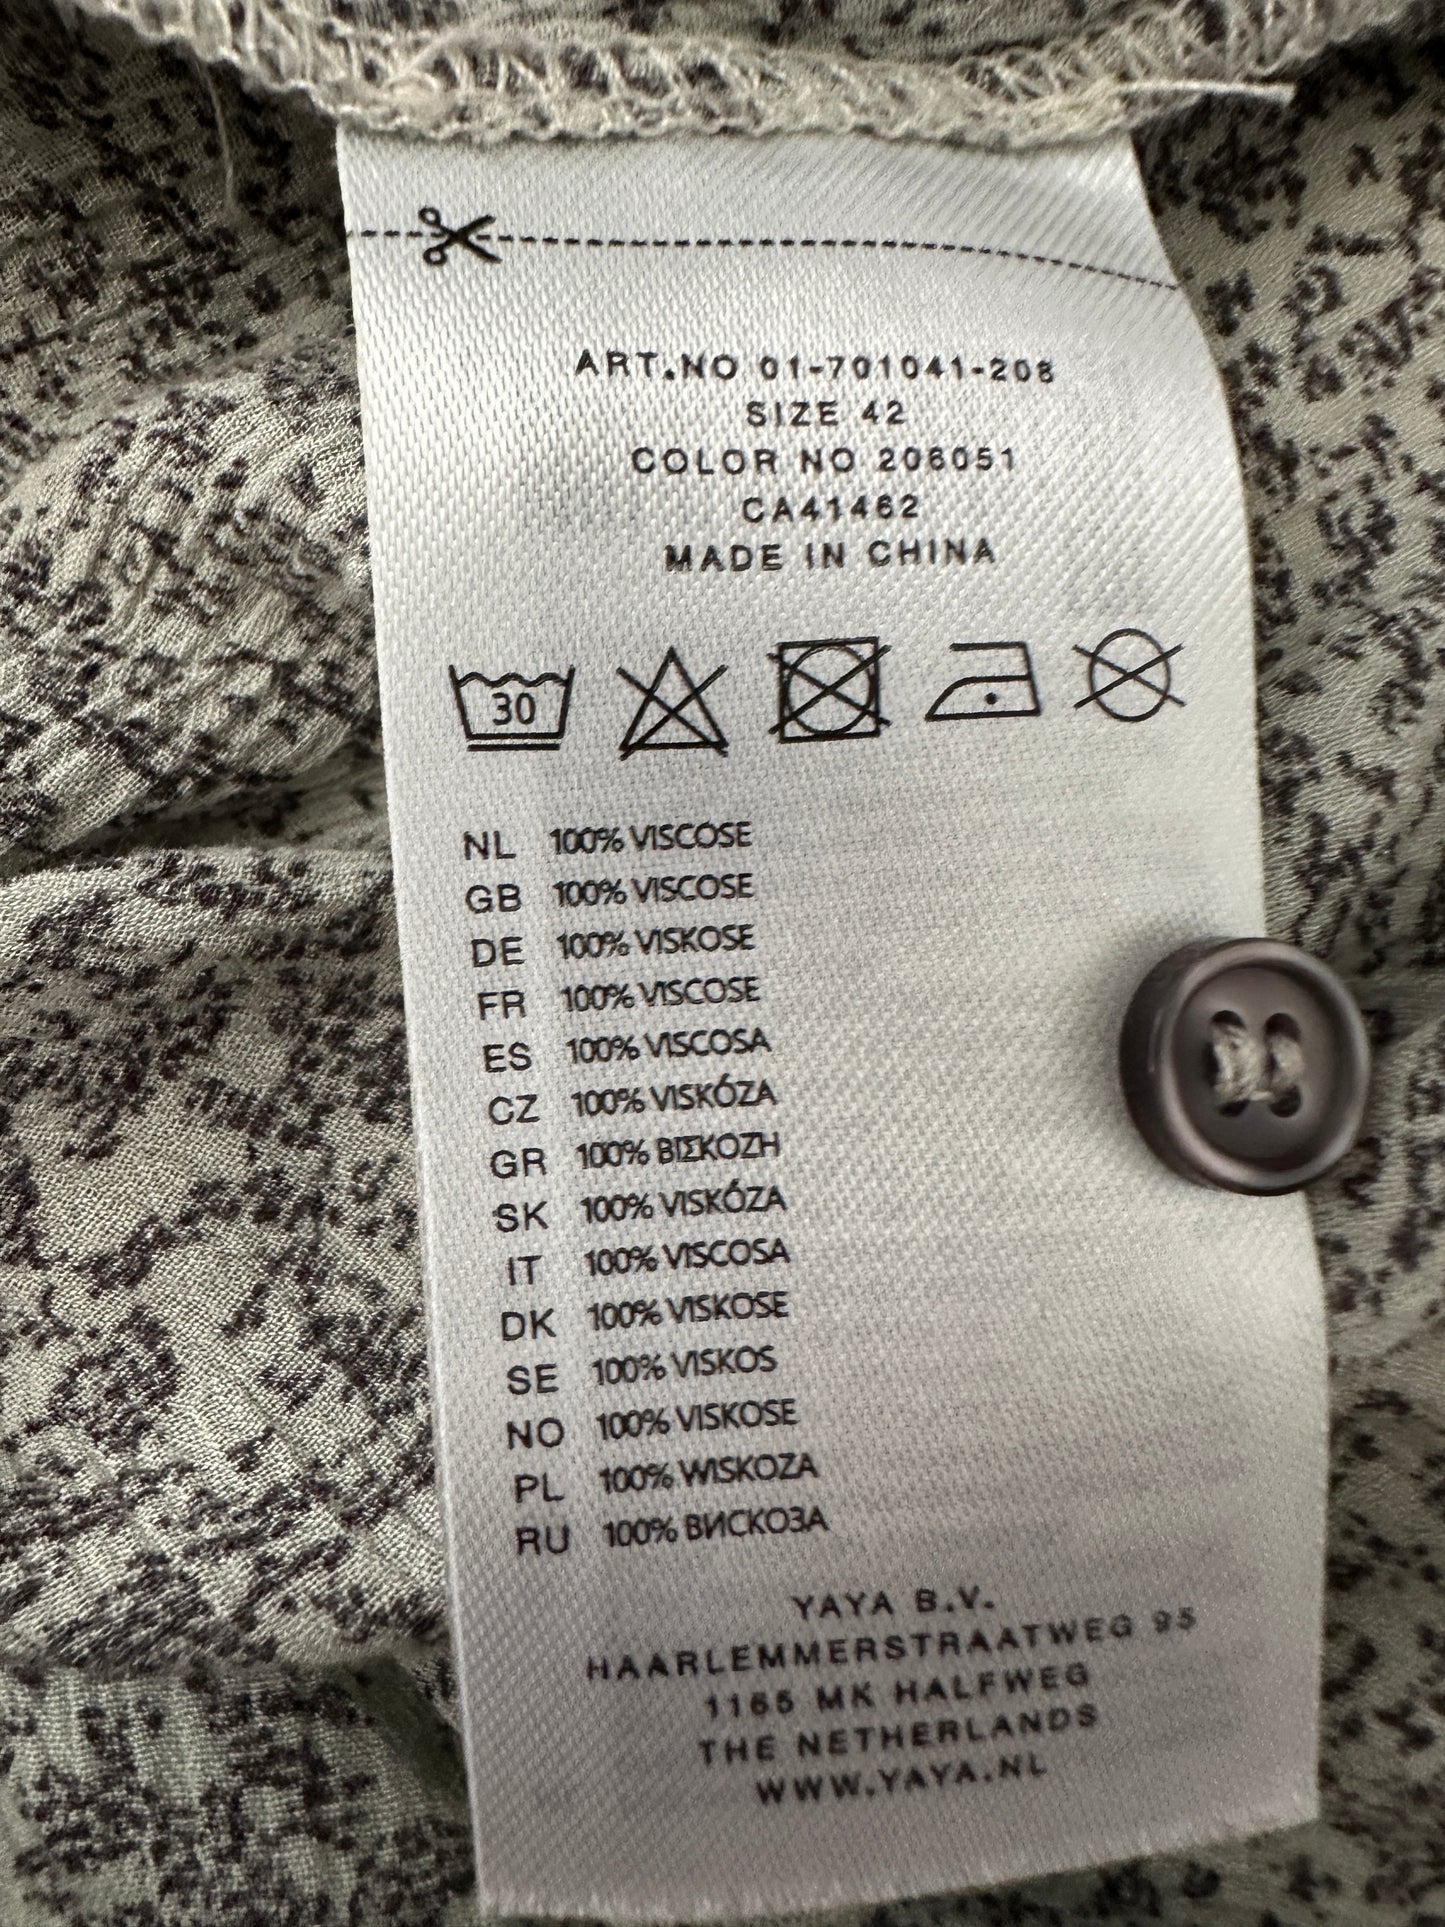 ART.NO 01-701041-208
SIZE 42
COLOR NO 206051
CA41462
MADE IN CHINA
30
NL 100% VISCOSE
GB 100% VISCOSE
DE 100% VISKOSE
FR 100% VISCOSE
ES 100% VISCOSA
CZ 100% VISKÓZA
GR 100% ΒΙΣΚΟΖΗ
SK 100% VISKÓZA
IT 100% VISCOSA
DK 100% VISKOSE
SE 100% VISKOS
NO 100% VISKOSE
PL 100% WISKOZA
RU 100% ВИСКОЗА
YAYA B.V.
HAARLEMMERSTRAATWEG 95
1165 MK HALFWEG
THE NETHERLANDS
WWW.YAYA.NL